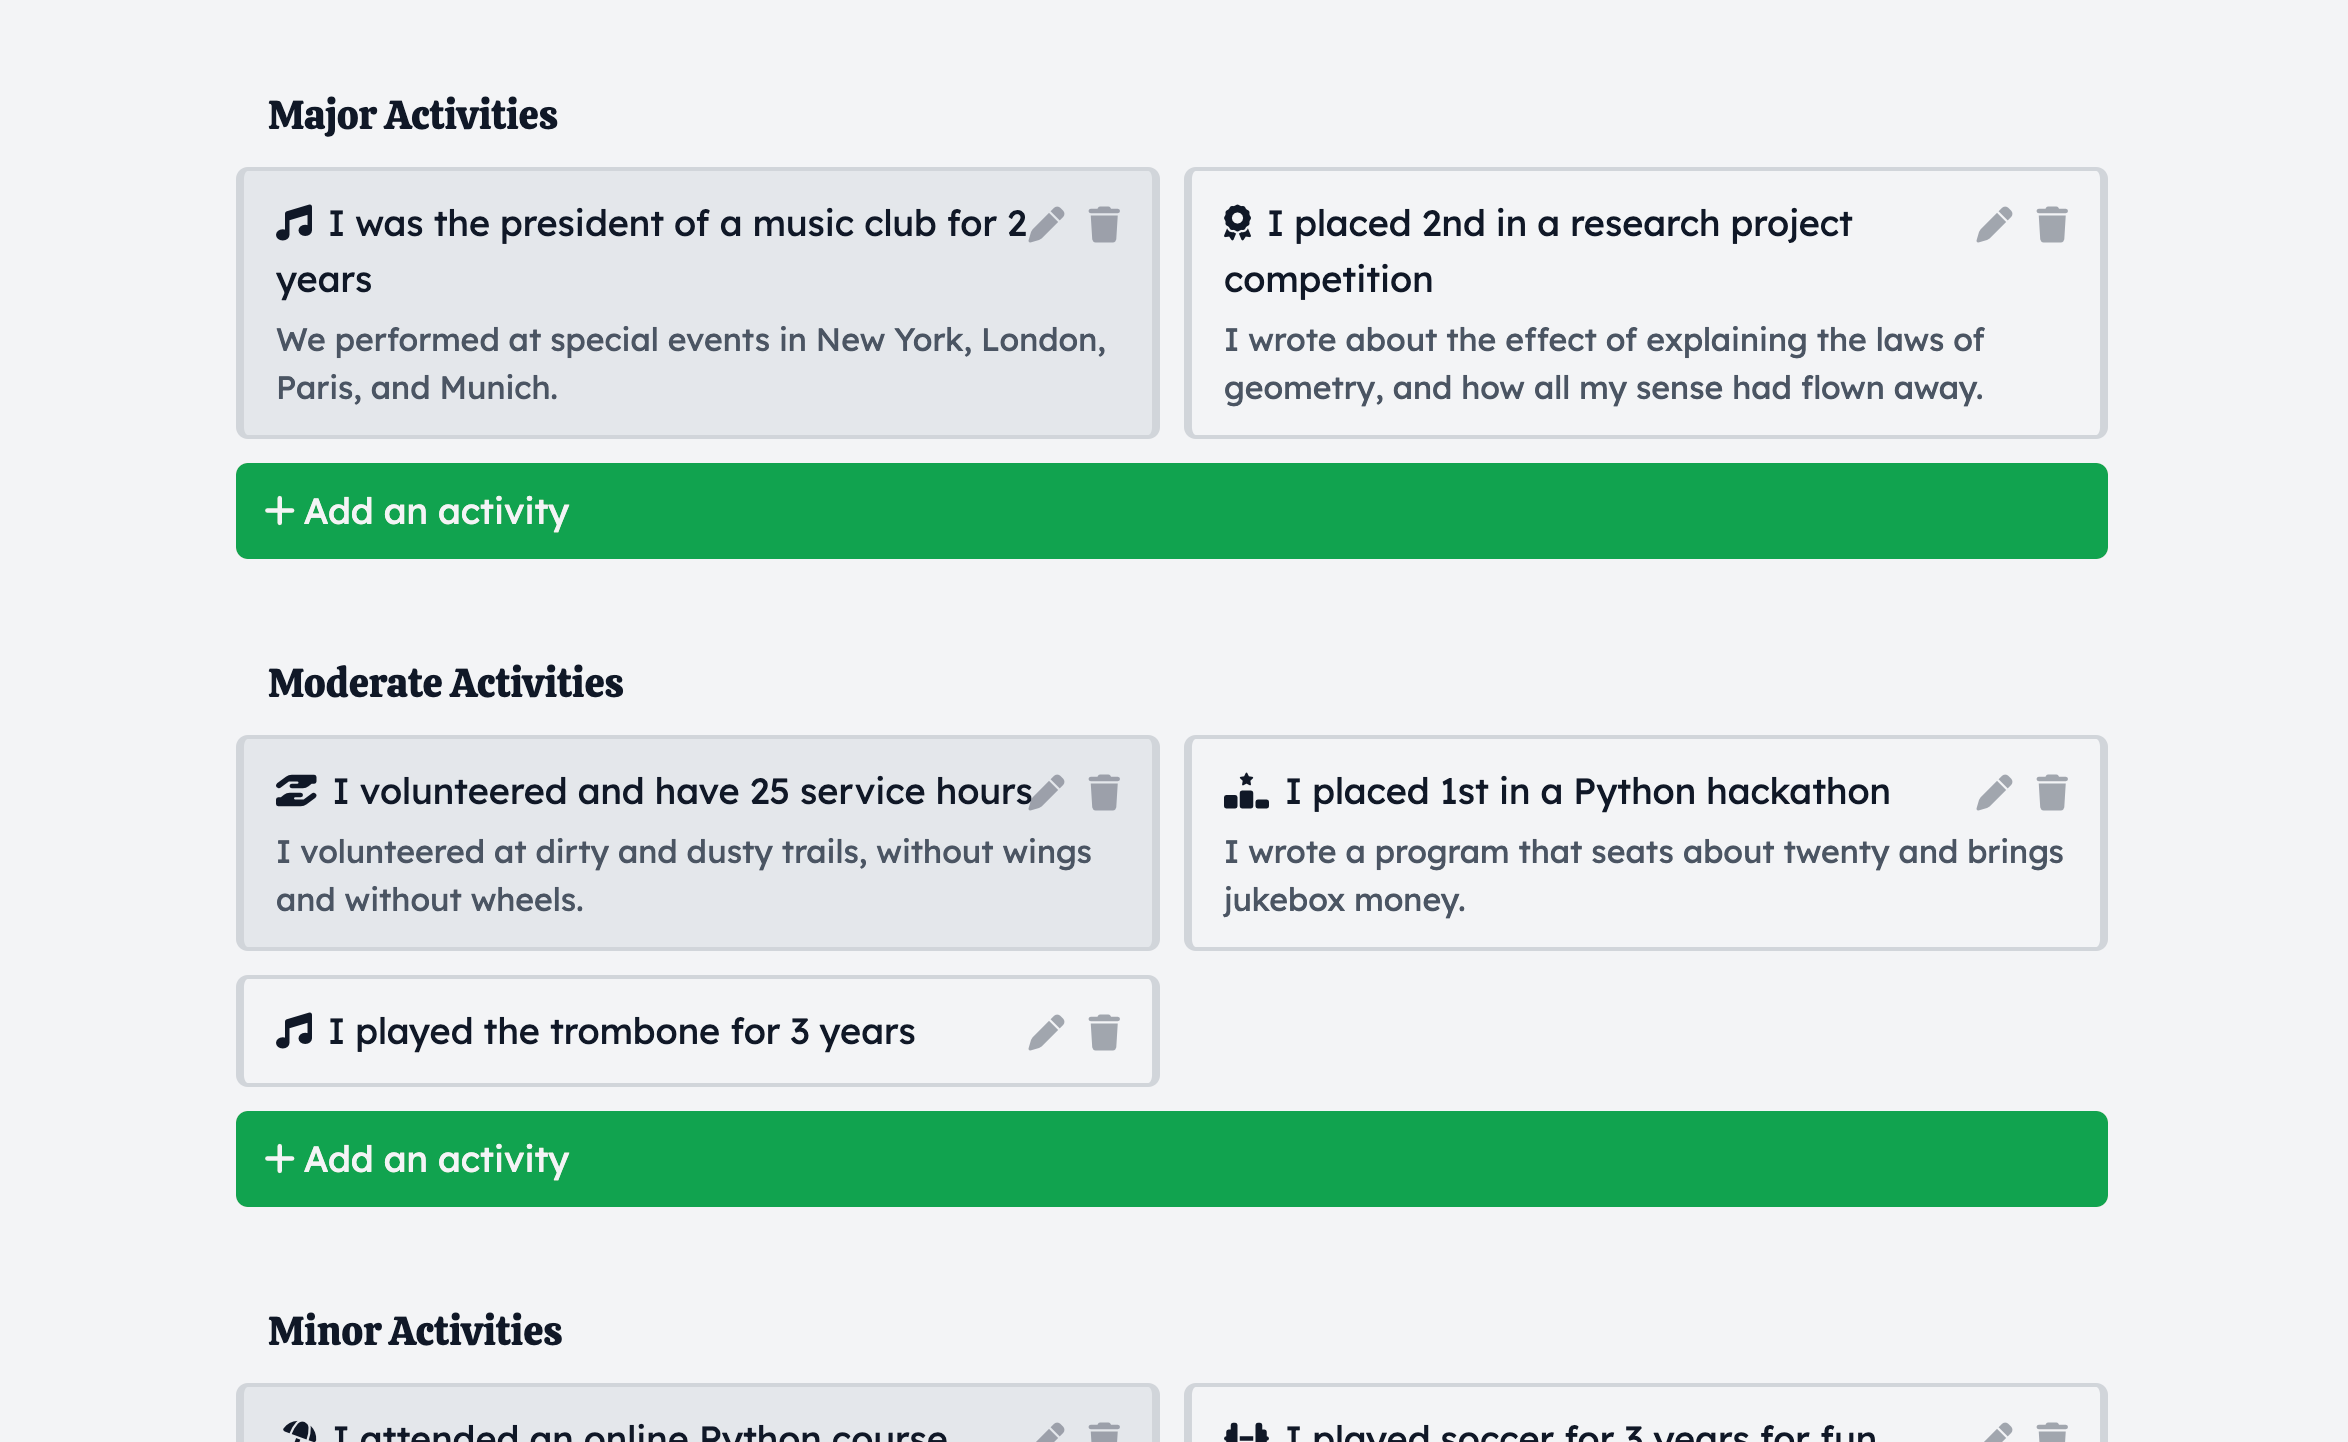 Major Activities
I was the president of a music club for 2
years
We performed at special events in New York, London,
Paris, and Munich.
I placed 2nd in a research project
competition
I wrote about the effect of explaining the laws of
geometry, and how all my sense had flown away.
+ Add an activity
Moderate Activities
I volunteered and have 25 service hours
I volunteered at dirty and dusty trails, without wings
and without wheels.
I placed 1st in a Python hackathon
I wrote a program that seats about twenty and brings
jukebox money.
I played the trombone for 3 years
+ Add an activity
Minor Activities
I attended an online Python course
I played soccer for 3 years for fun